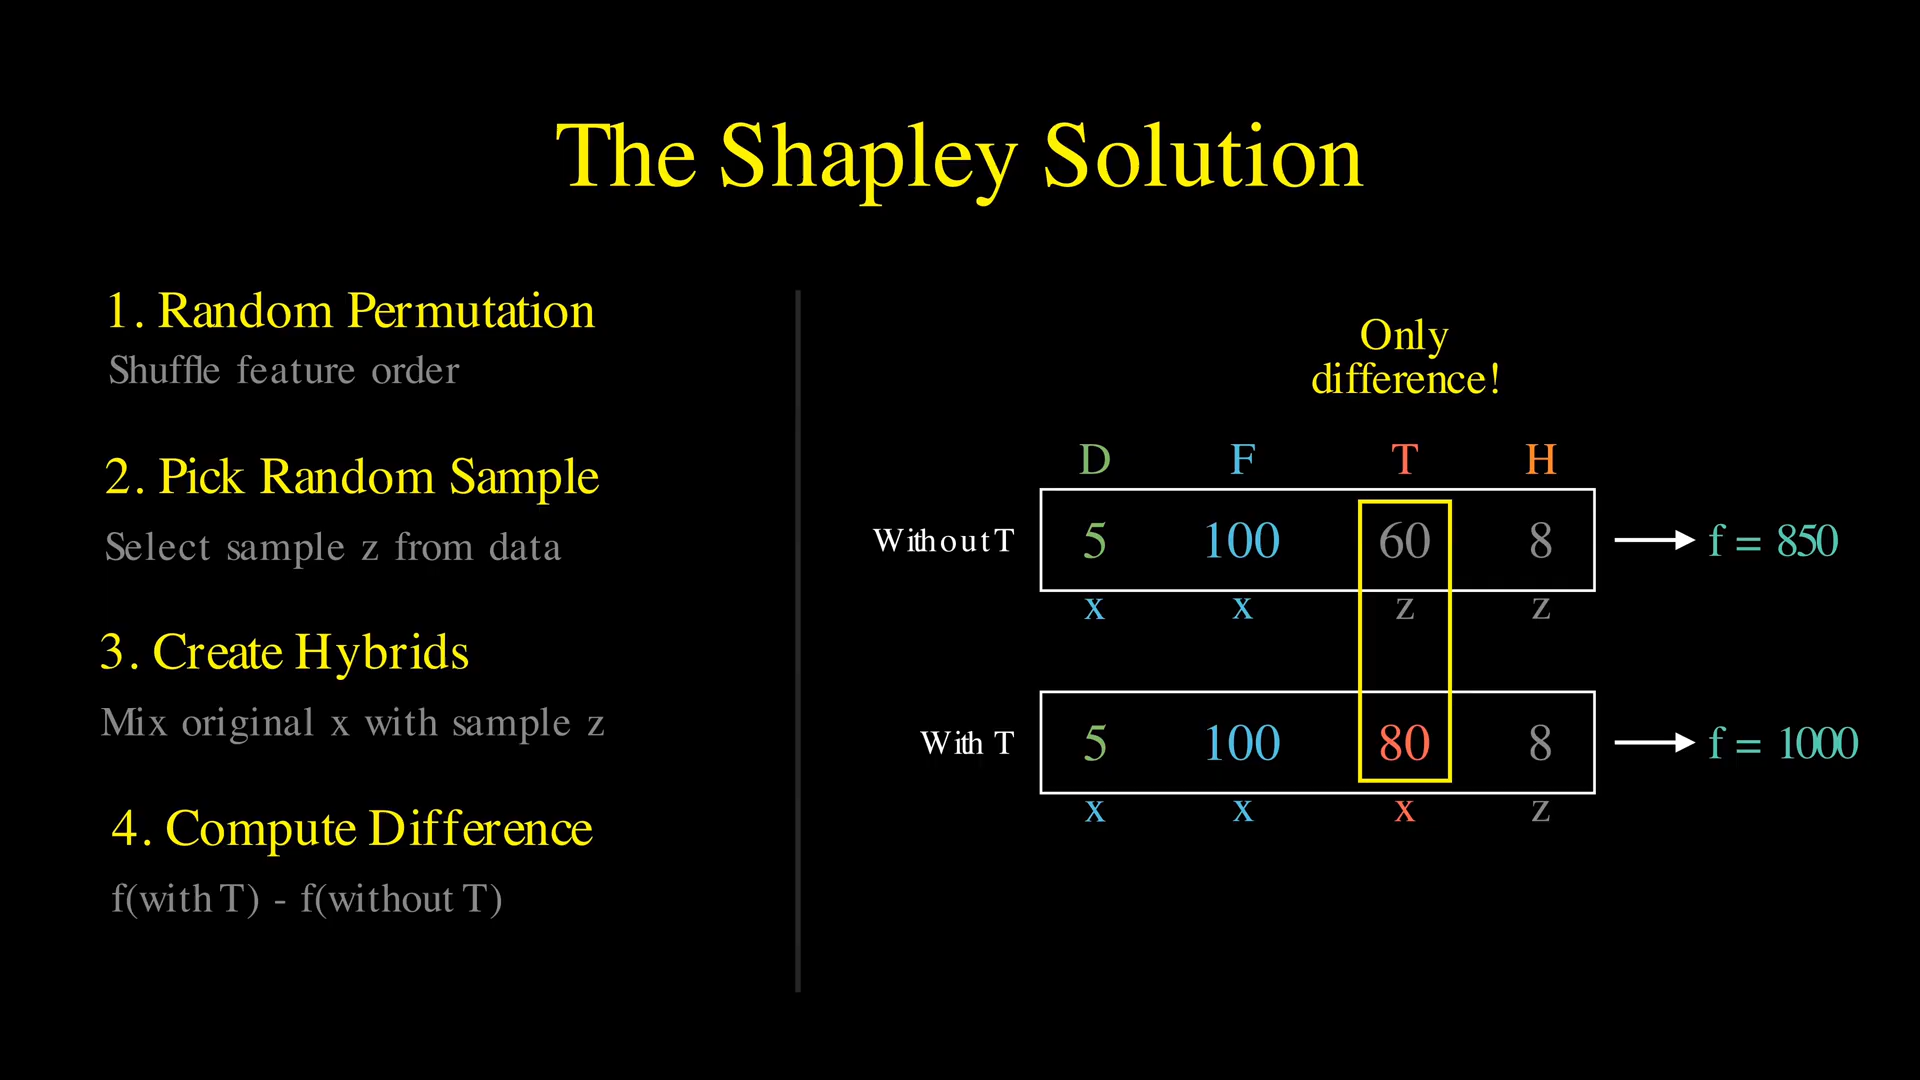 The Shapley Solution
1. Random Permutation
Shuffle feature order
2. Pick Random Sample
Select sample z from data
3. Create Hybrids
Mix original x with sample z
4. Compute Difference
f(with T) - f(without T)
Only
difference!
D F T H
Without T 5 100 60 8 f = 850
x x z z
With T 5 100 80 8 f = 1000
x x x z